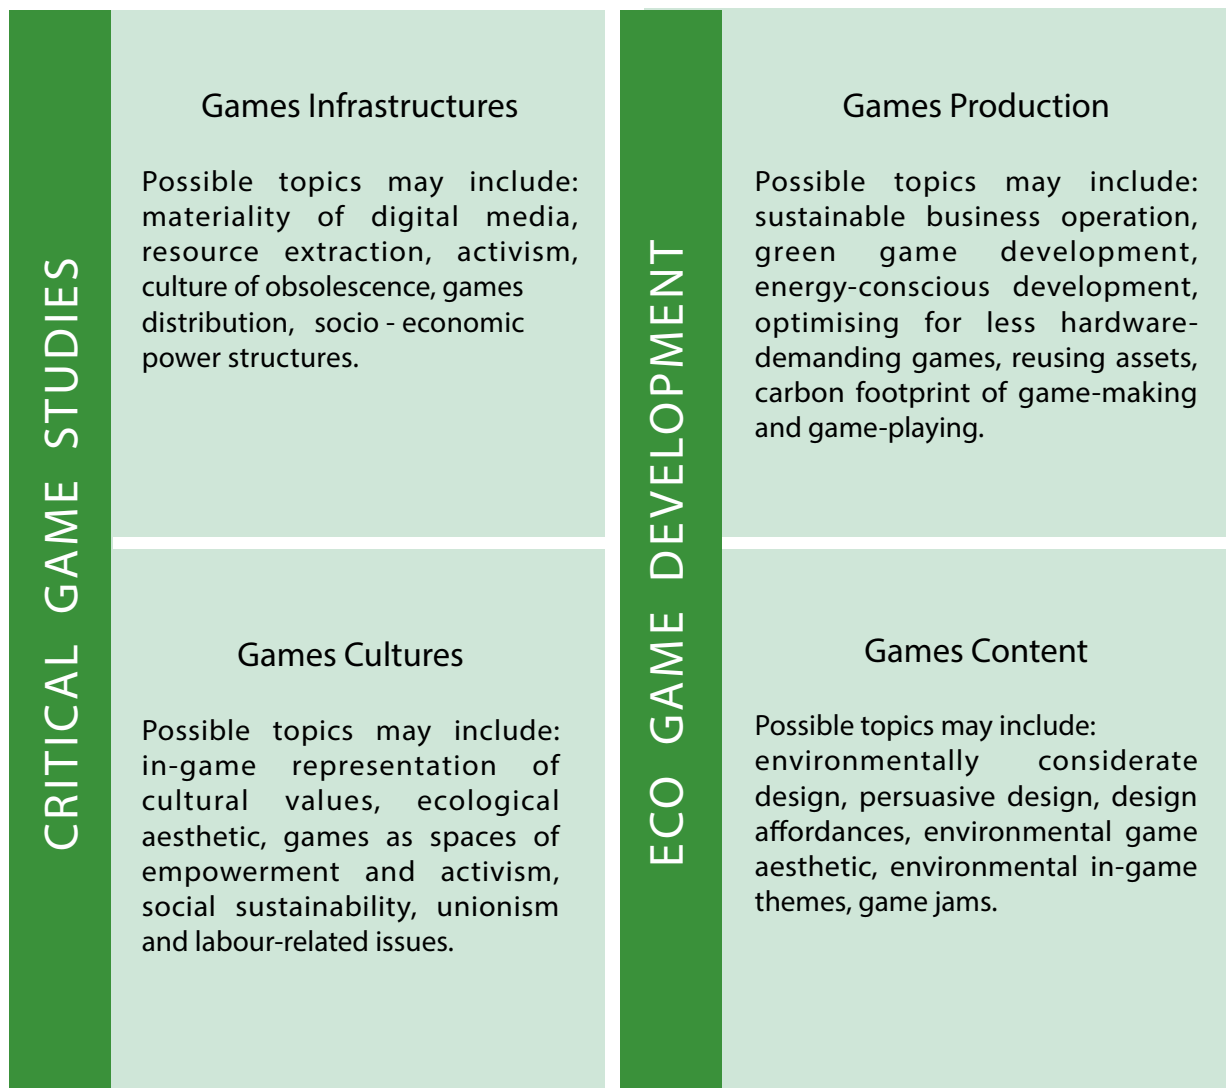 CRITICAL GAME STUDIES
Games Infrastructures
Possible topics may include:
materiality of digital media,
resource extraction, activism,
culture of obsolescence, games
distribution, socio - economic
power structures.
Games Cultures
Possible topics may include:
in-game representation of
cultural values, ecological
aesthetic, games as spaces of
empowerment and activism,
social sustainability, unionism
and labour-related issues.
ECO GAME DEVELOPMENT
Games Production
Possible topics may include:
sustainable business operation,
green game development,
energy-conscious development,
optimising for less hardware-
demanding games, reusing assets,
carbon footprint of game-making
and game-playing.
Games Content
Possible topics may include:
environmentally considerate
design, persuasive design, design
affordances, environmental game
aesthetic, environmental in-game
themes, game jams.